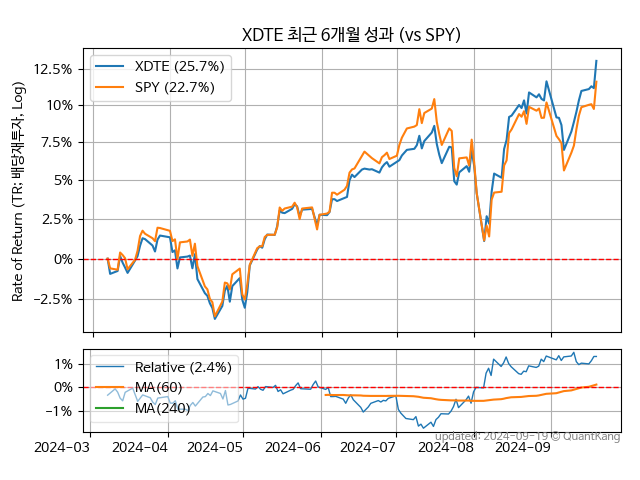 XDTE 최근 6개월 성과 (vs SPY)
Rate of Return (TR: 배당재투자, Log)
12.5%
10%
7.5%
5%
2.5%
0%
−2.5%
XDTE (25.7%)
SPY (22.7%)
1%
0%
−1%
Relative (2.4%)
MA(60)
MA(240)
2024-03 2024-04 2024-05 2024-06 2024-07 2024-08 2024-09
updated: 2024-09-19 © QuantKang